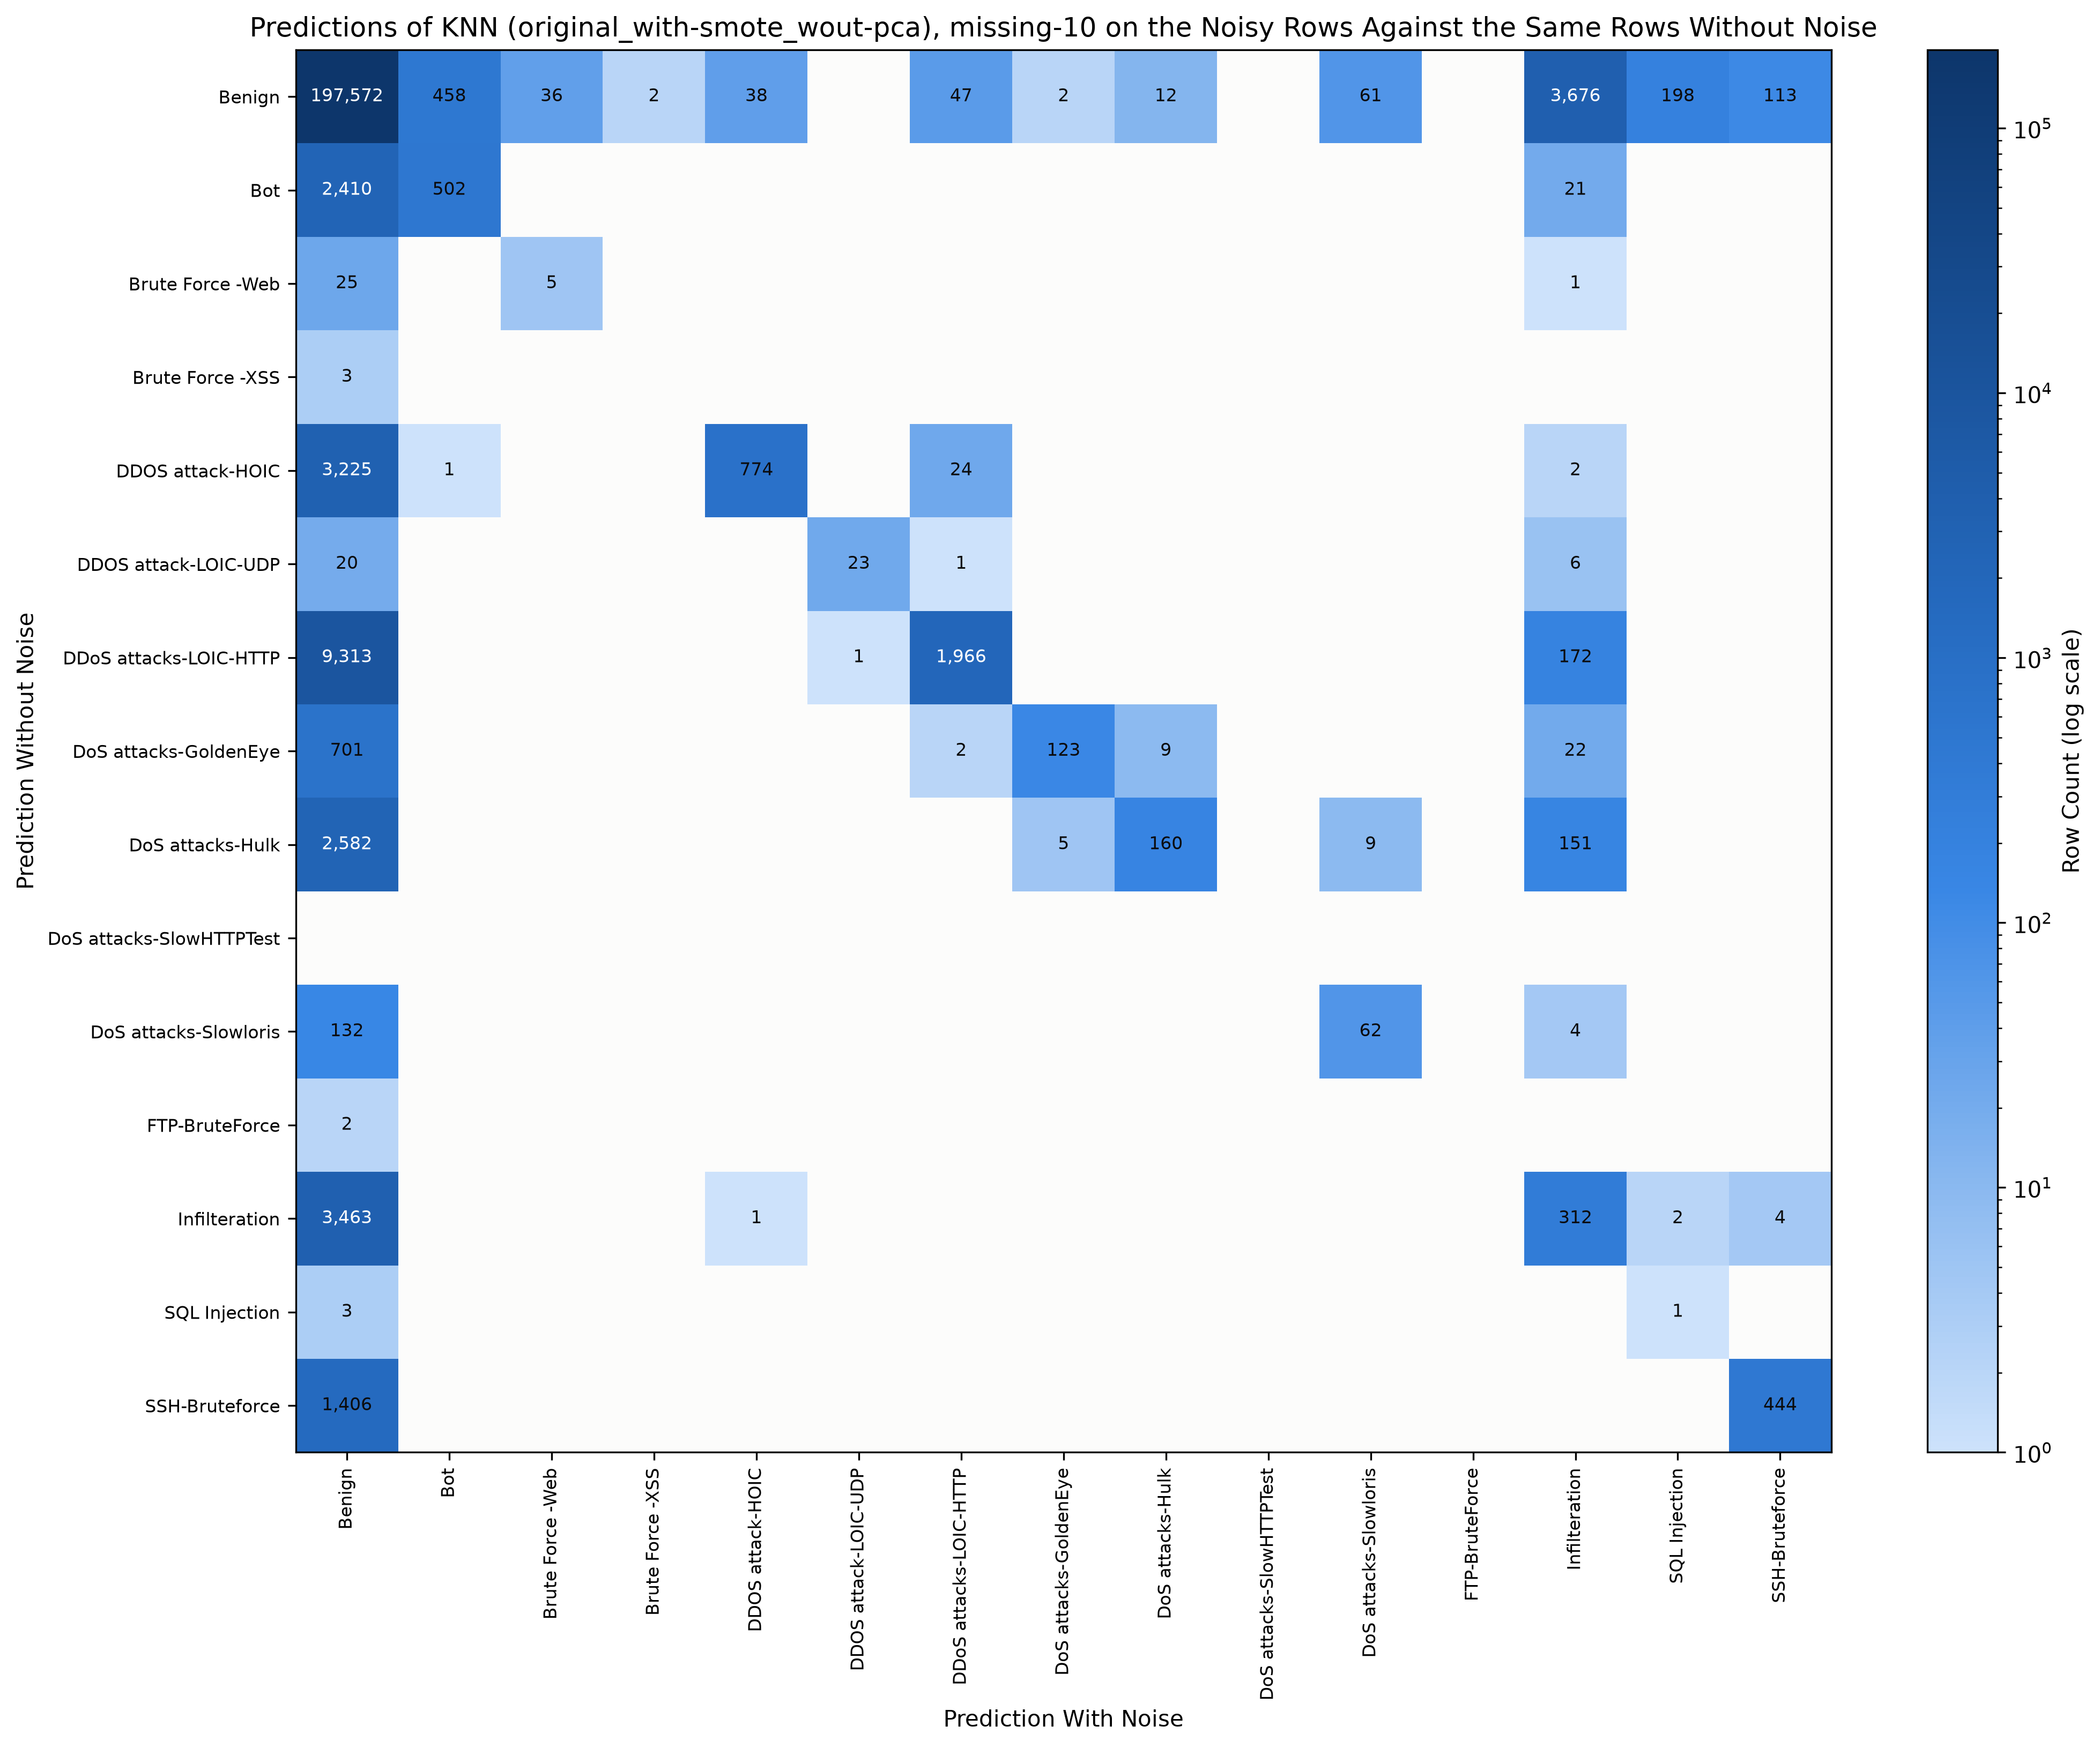 Predictions of KNN (original_with-smote_wout-pca), missing-10 on the Noisy Rows Against the Same Rows Without Noise
Prediction Without Noise
Benign 197,572 458 36 2 38 47 2 12 61 3,676 198 113
Bot 2,410 502 21
Brute Force -Web 25 5 1
Brute Force -XSS 3
DDOS attack-HOIC 3,225 1 774 24 2
DDOS attack-LOIC-UDP 20 23 1 6
DDoS attacks-LOIC-HTTP 9,313 1 1,966 172
DoS attacks-GoldenEye 701 2 123 9 22
DoS attacks-Hulk 2,582 5 160 9 151
DoS attacks-SlowHTTPTest
DoS attacks-Slowloris 132 62 4
FTP-BruteForce 2
Infilteration 3,463 1 312 2 4
SQL Injection 3 1
SSH-Bruteforce 1,406 444
Benign
Bot
Brute Force -Web
Brute Force -XSS
DDOS attack-HOIC
DDOS attack-LOIC-UDP
DDoS attacks-LOIC-HTTP
DoS attacks-GoldenEye
DoS attacks-Hulk
DoS attacks-SlowHTTPTest
DoS attacks-Slowloris
FTP-BruteForce
Infilteration
SQL Injection
SSH-Bruteforce
Prediction With Noise
10⁵
10⁴
10³
10²
10¹
10⁰
Row Count (log scale)